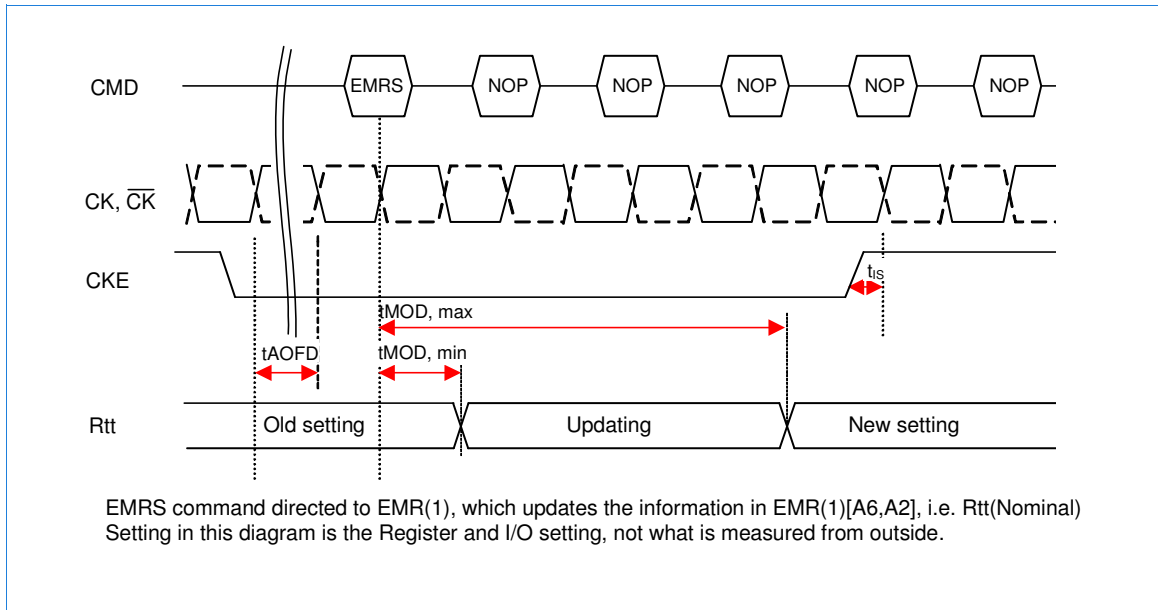 CMD EMRS NOP NOP NOP NOP NOP
CK, C̅K̅
CKE tIS
tMOD, max
tAOFD tMOD, min
Rtt Old setting Updating New setting
EMRS command directed to EMR(1), which updates the information in EMR(1)[A6,A2], i.e. Rtt(Nominal)
Setting in this diagram is the Register and I/O setting, not what is measured from outside.